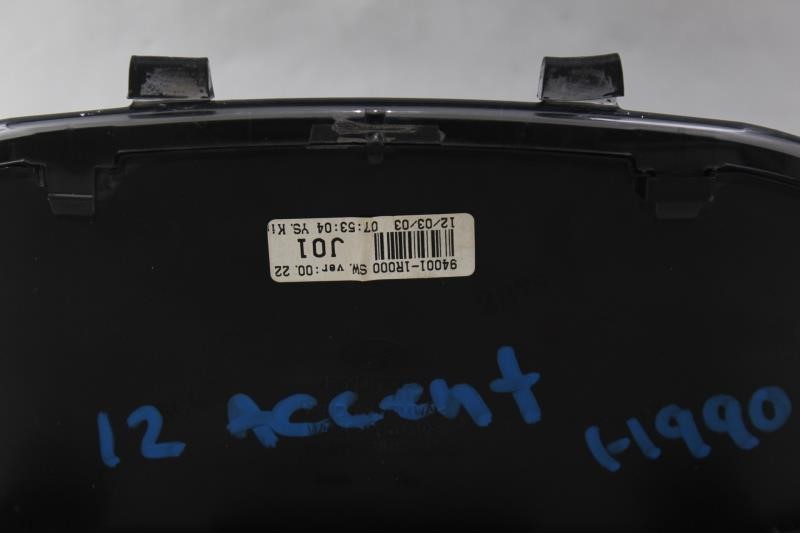 94001-1R000 SW. ver:00. 22
J01
12/03/03 07:53:04 YS. Ki
12 Accent 1-1990